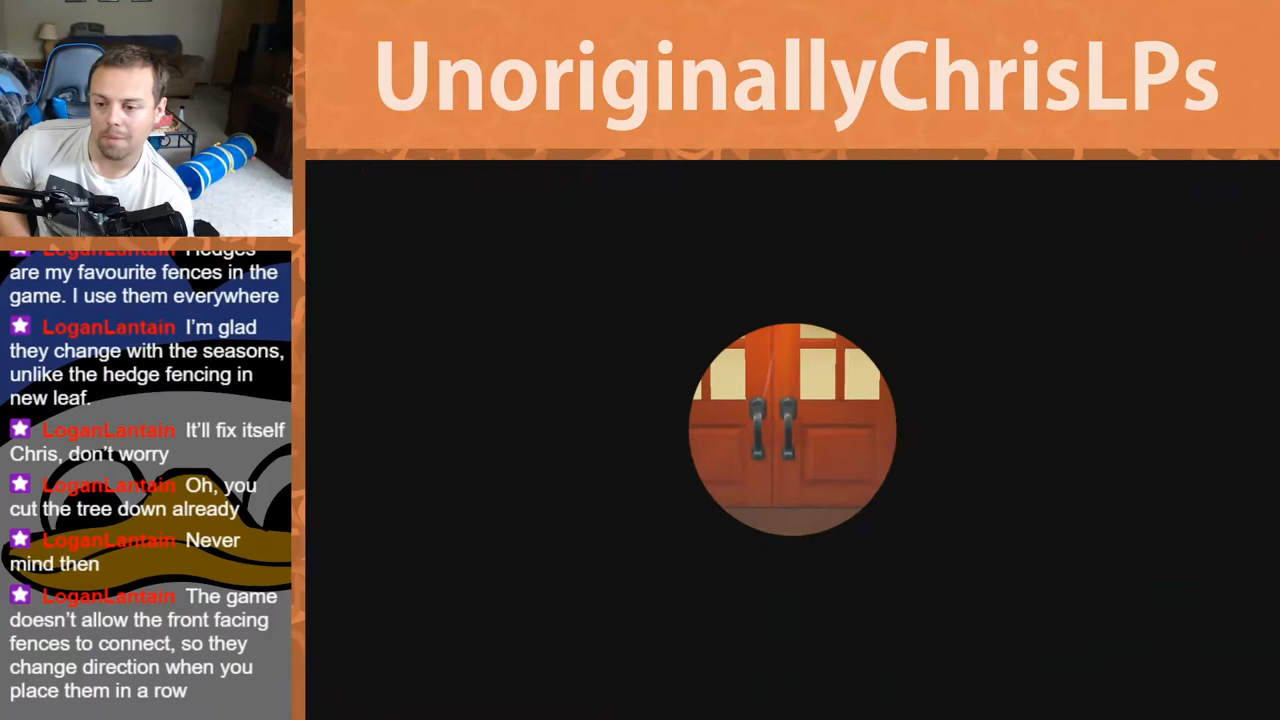 UnoriginallyChrisLPs
LoganLantain Hedges
are my favourite fences in the
game. I use them everywhere
LoganLantain I'm glad
they change with the seasons,
unlike the hedge fencing in
new leaf.
LoganLantain It'll fix itself
Chris, don't worry
LoganLantain Oh, you
cut the tree down already
LoganLantain Never
mind then
LoganLantain The game
doesn't allow the front facing
fences to connect, so they
change direction when you
place them in a row